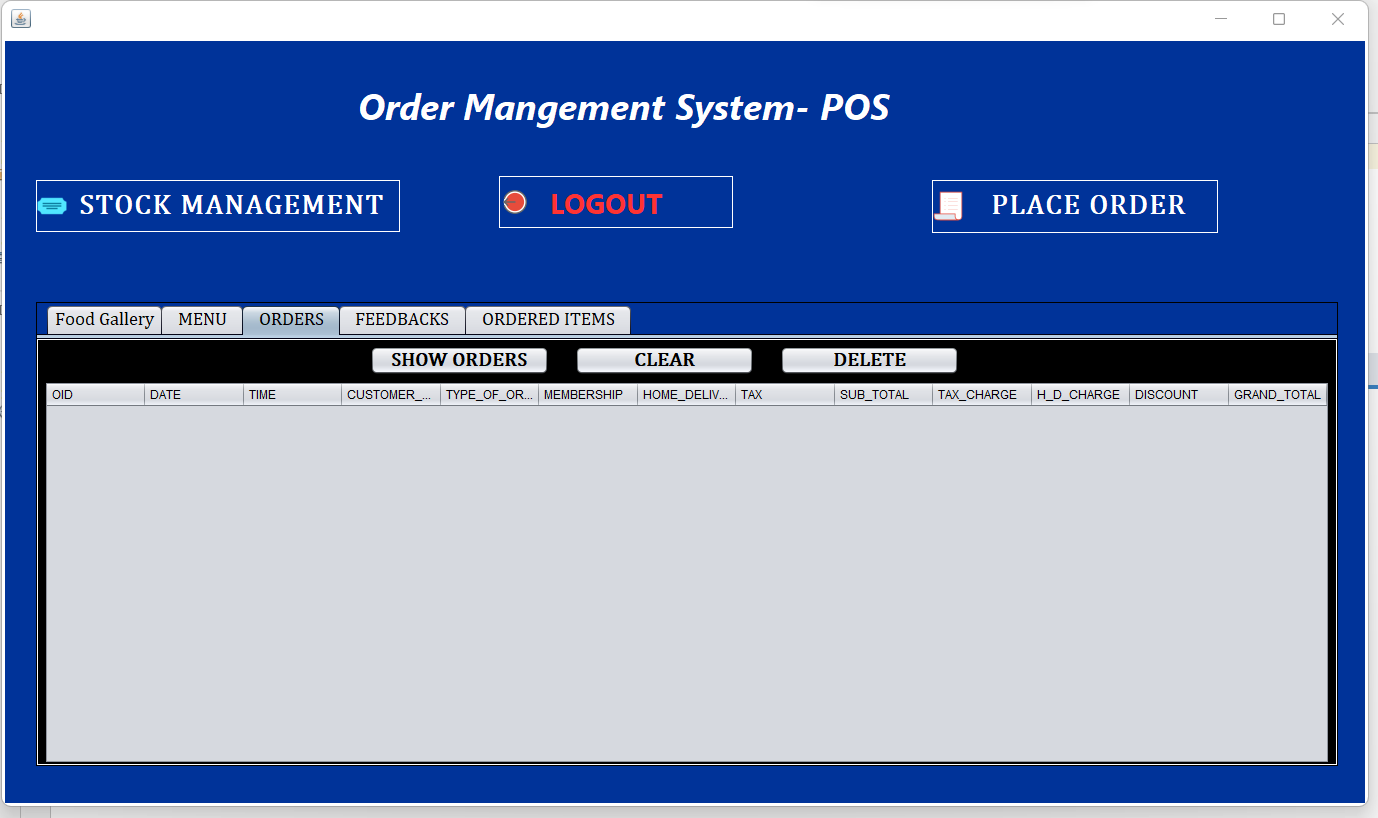 Order Mangement System- POS
STOCK MANAGEMENT
LOGOUT
PLACE ORDER
Food Gallery MENU ORDERS FEEDBACKS ORDERED ITEMS
SHOW ORDERS CLEAR DELETE
OID DATE TIME CUSTOMER_... TYPE_OF_OR... MEMBERSHIP HOME_DELIV... TAX SUB_TOTAL TAX_CHARGE H_D_CHARGE DISCOUNT GRAND_TOTAL